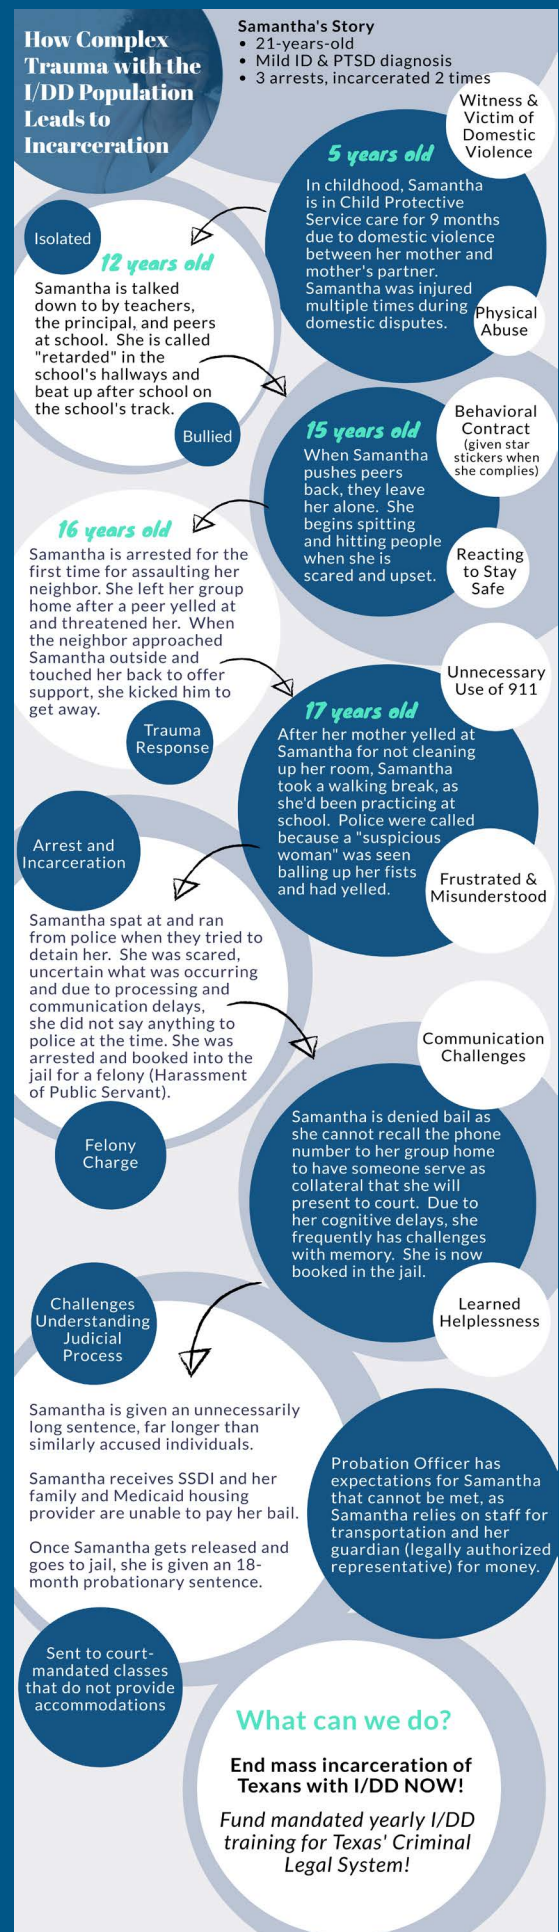 How Complex
Trauma with the
I/DD Population
Leads to
Incarceration
Samantha's Story
• 21-years-old
• Mild ID & PTSD diagnosis
• 3 arrests, incarcerated 2 times
Witness &
Victim of
Domestic
Violence
5 years old
In childhood, Samantha
is in Child Protective
Service care for 9 months
due to domestic violence
between her mother and
mother's partner.
Samantha was injured
multiple times during
domestic disputes.
Physical
Abuse
Isolated
12 years old
Samantha is talked
down to by teachers,
the principal, and peers
at school. She is called
"retarded" in the
school's hallways and
beat up after school on
the school's track.
Bullied
Behavioral
Contract
(given star
stickers when
she complies)
15 years old
When Samantha
pushes peers
back, they leave
her alone. She
begins spitting
and hitting people
when she is
scared and upset.
Reacting
to Stay
Safe
16 years old
Samantha is arrested for the
first time for assaulting her
neighbor. She left her group
home after a peer yelled at
and threatened her. When
the neighbor approached
Samantha outside and
touched her back to offer
support, she kicked him to
get away.
Trauma
Response
Unnecessary
Use of 911
17 years old
After her mother yelled at
Samantha for not cleaning
up her room, Samantha
took a walking break, as
she'd been practicing at
school. Police were called
because a "suspicious
woman" was seen
balling up her fists
and had yelled.
Frustrated &
Misunderstood
Arrest and
Incarceration
Samantha spat at and ran
from police when they tried to
detain her. She was scared,
uncertain what was occurring
and due to processing and
communication delays,
she did not say anything to
police at the time. She was
arrested and booked into the
jail for a felony (Harassment
of Public Servant).
Felony
Charge
Communication
Challenges
Samantha is denied bail as
she cannot recall the phone
number to her group home
to have someone serve as
collateral that she will
present to court. Due to
her cognitive delays, she
frequently has challenges
with memory. She is now
booked in the jail.
Learned
Helplessness
Challenges
Understanding
Judicial
Process
Samantha is given an unnecessarily
long sentence, far longer than
similarly accused individuals.
Samantha receives SSDI and her
family and Medicaid housing
provider are unable to pay her bail.
Once Samantha gets released and
goes to jail, she is given an 18-
month probationary sentence.
Probation Officer has
expectations for Samantha
that cannot be met, as
Samantha relies on staff for
transportation and her
guardian (legally authorized
representative) for money.
Sent to court-
mandated classes
that do not provide
accommodations
What can we do?
End mass incarceration of
Texans with I/DD NOW!
Fund mandated yearly I/DD
training for Texas' Criminal
Legal System!